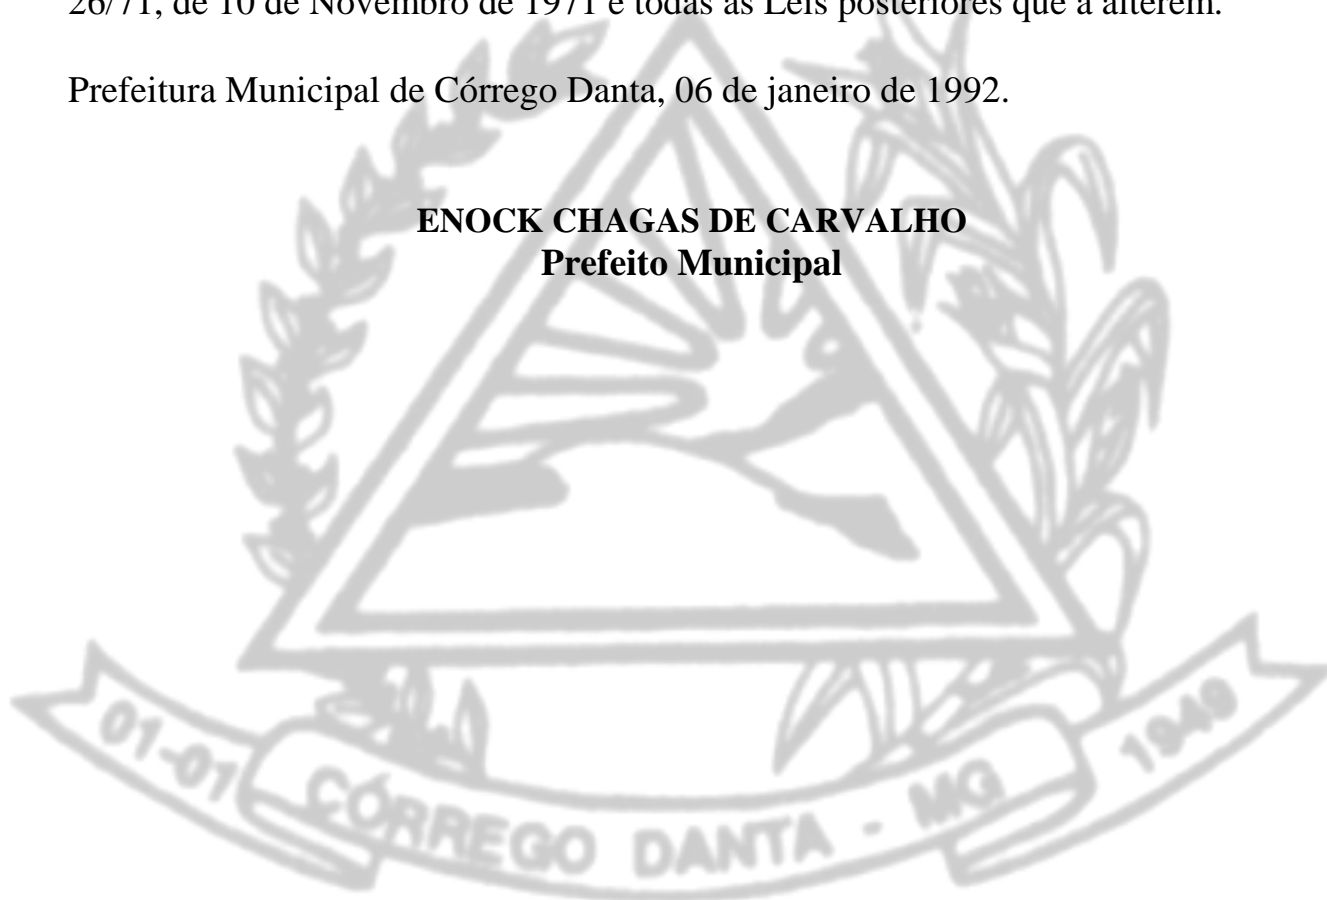 26/71, de 10 de Novembro de 1971 e todas as Leis posteriores que a alterem.
Prefeitura Municipal de Córrego Danta, 06 de janeiro de 1992.
ENOCK CHAGAS DE CARVALHO
Prefeito Municipal
01-01
CÓRREGO DANTA - MG
1949